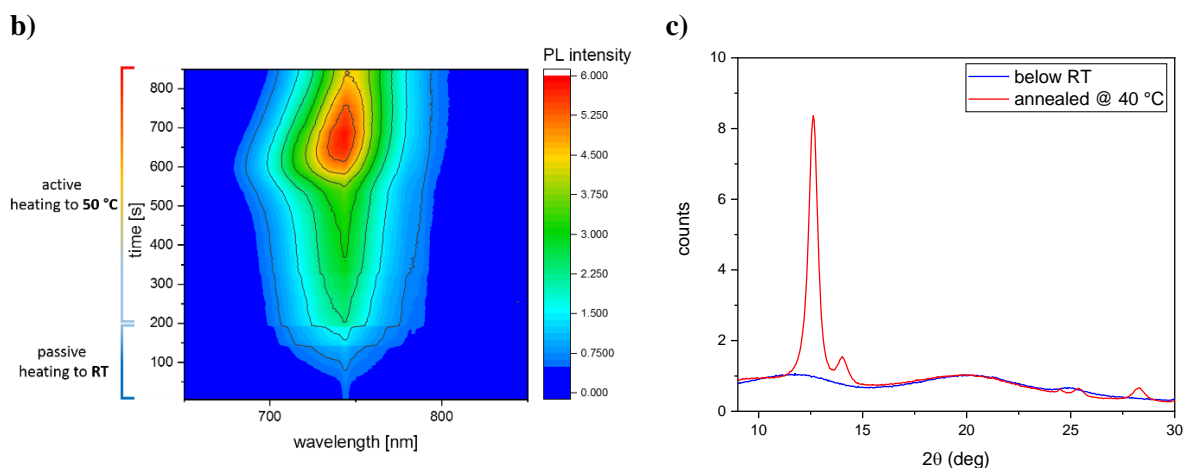 b)
PL intensity
6.000
5.250
4.500
3.750
3.000
2.250
1.500
0.7500
0.000
800
700
600
500
400
300
200
100
time [s]
700
800
wavelength [nm]
active
heating to 50 °C
passive
heating to RT
c)
below RT
annealed @ 40 °C
10
8
6
4
2
0
counts
10
15
20
25
30
2θ (deg)